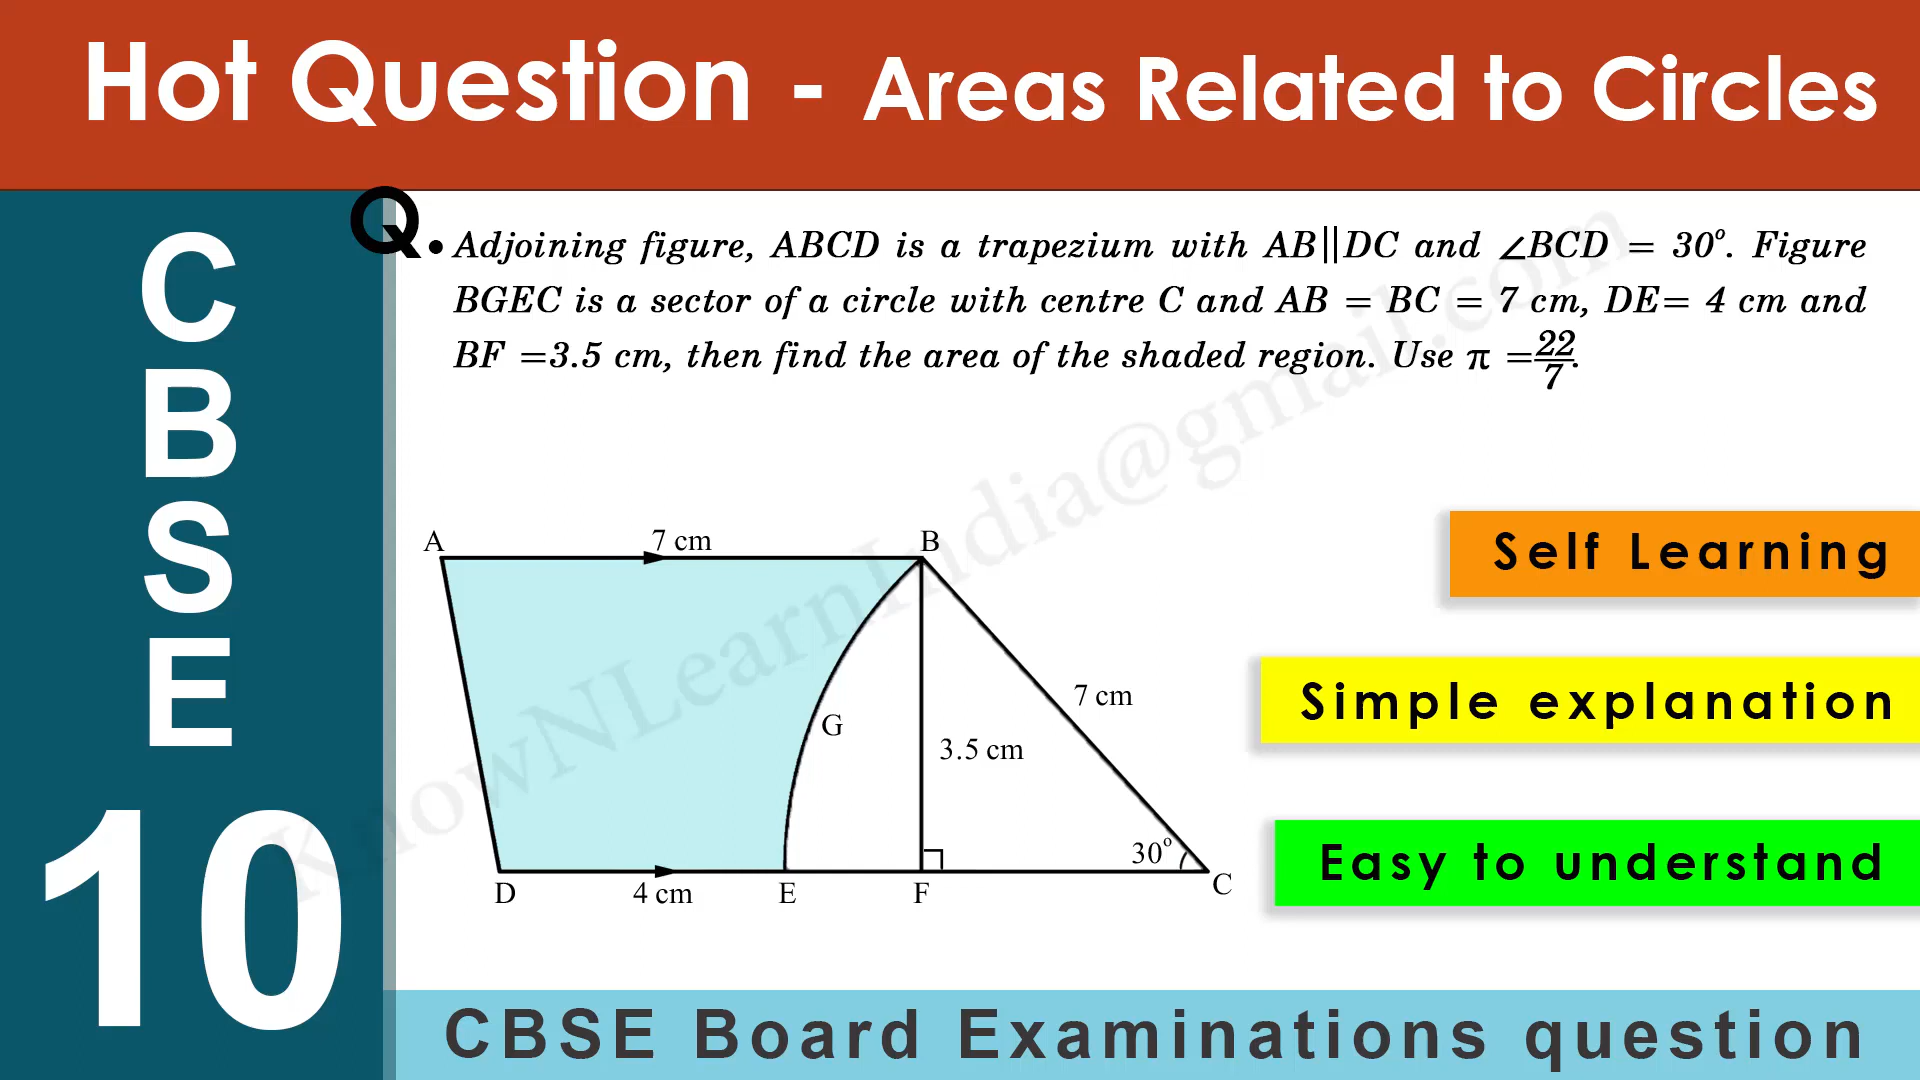 Hot Question - Areas Related to Circles
C
B
S
E
10
Q. Adjoining figure, ABCD is a trapezium with AB||DC and ∠BCD = 30°. Figure
BGEC is a sector of a circle with centre C and AB = BC = 7 cm, DE= 4 cm and
BF =3.5 cm, then find the area of the shaded region. Use π =22/7.
KnowNLearnIndia@gmail.com
A
7 cm
B
Self Learning
7 cm
Simple explanation
G
3.5 cm
30°
Easy to understand
D
4 cm
E
F
C
CBSE Board Examinations question